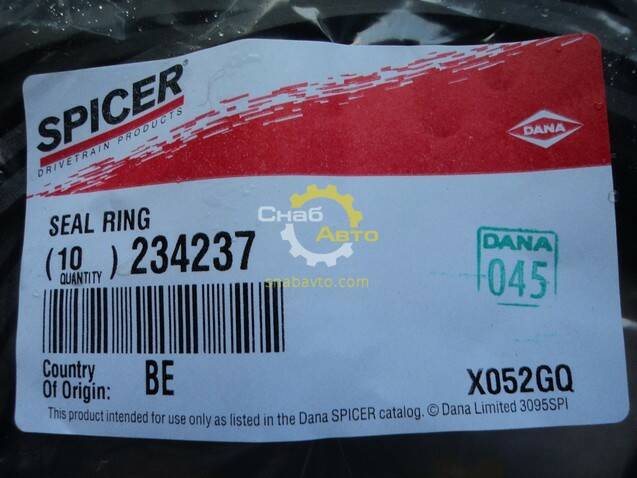 SPICER®
DRIVETRAIN PRODUCTS
DANA
SEAL RING
(10) 234237
QUANTITY
Снаб
Авто
snabavto.com
DANA
045
Country
Of Origin: BE
X052GQ
This product intended for use only as listed in the Dana SPICER catalog. © Dana Limited 3095SPI